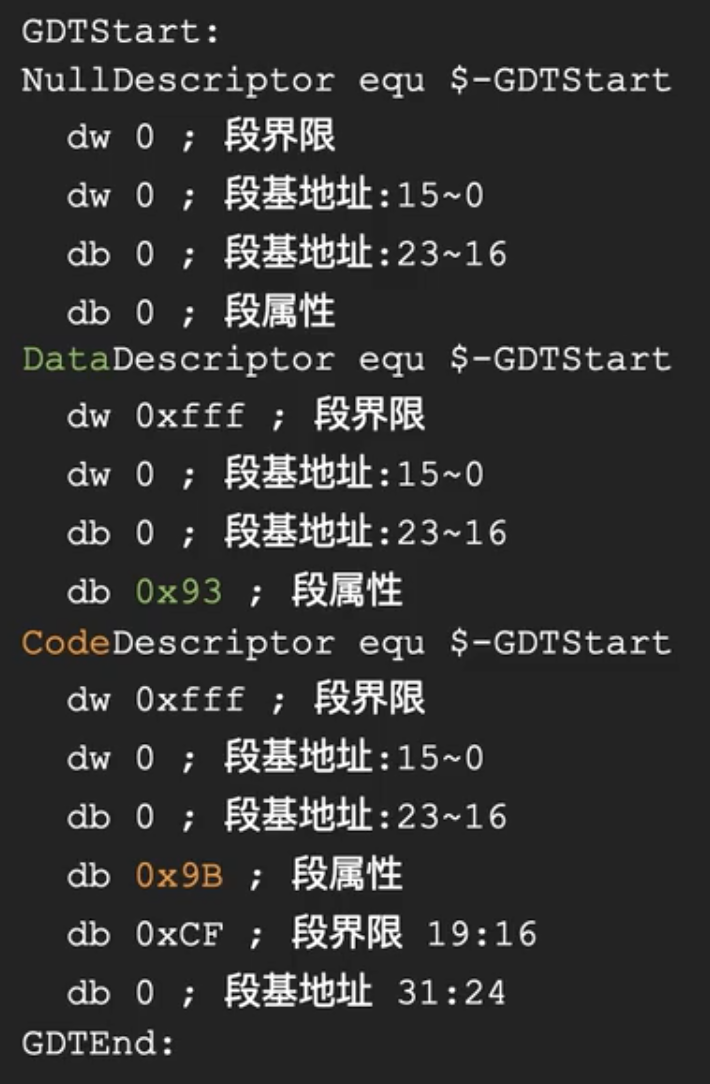 GDTStart:
NullDescriptor equ $-GDTStart
dw 0 ; 段界限
dw 0 ; 段基地址:15~0
db 0 ; 段基地址:23~16
db 0 ; 段属性
DataDescriptor equ $-GDTStart
dw 0xfff ; 段界限
dw 0 ; 段基地址:15~0
db 0 ; 段基地址:23~16
db 0x93 ; 段属性
CodeDescriptor equ $-GDTStart
dw 0xfff ; 段界限
dw 0 ; 段基地址:15~0
db 0 ; 段基地址:23~16
db 0x9B ; 段属性
db 0xCF ; 段界限 19:16
db 0 ; 段基地址 31:24
GDTEnd: